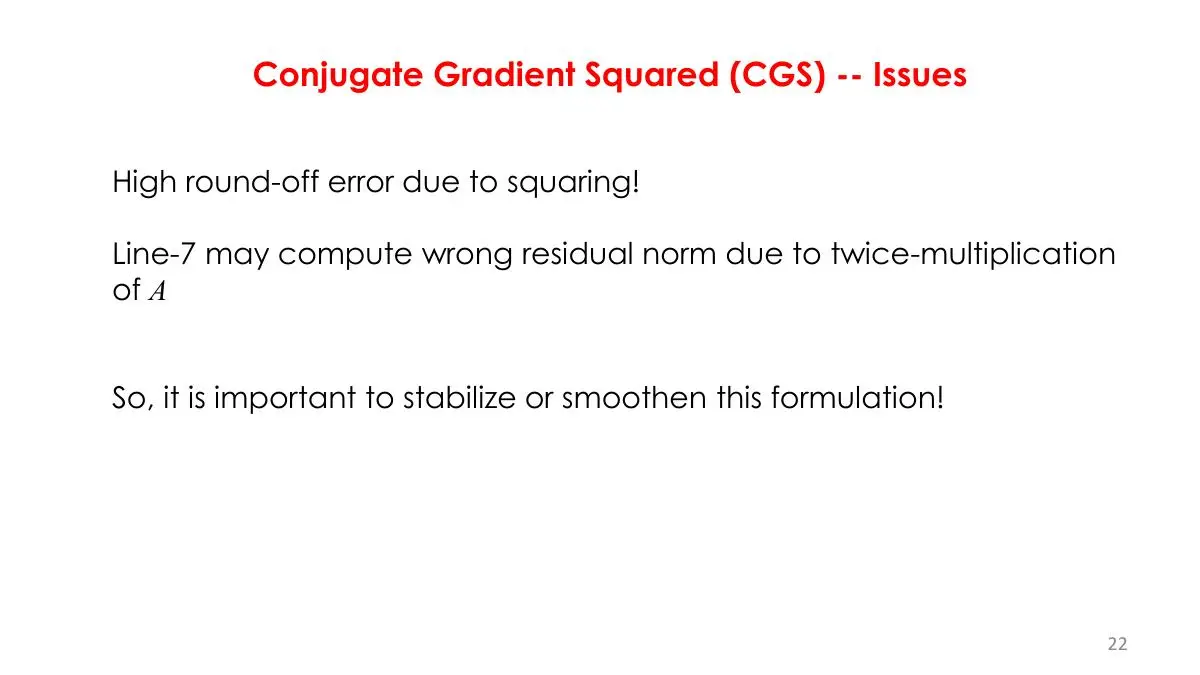 Conjugate Gradient Squared (CGS) -- Issues
High round-off error due to squaring!
Line-7 may compute wrong residual norm due to twice-multiplication
of A
So, it is important to stabilize or smoothen this formulation!
22